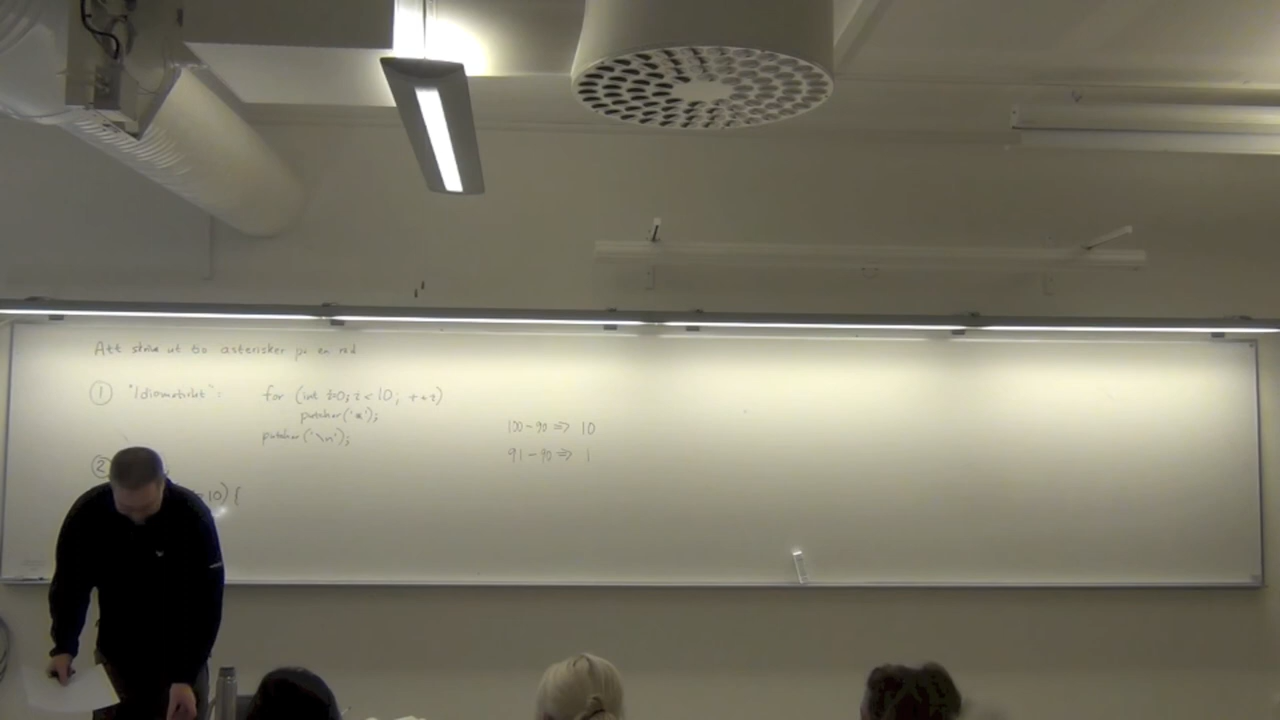 Att skriva ut tio asterisker på en rad
① "Idiomatiskt": for (int i=0; i < 10; ++i)
putchar('*');
putchar('\n');
100-90 => 10
91-90 => 1
②
=10) {